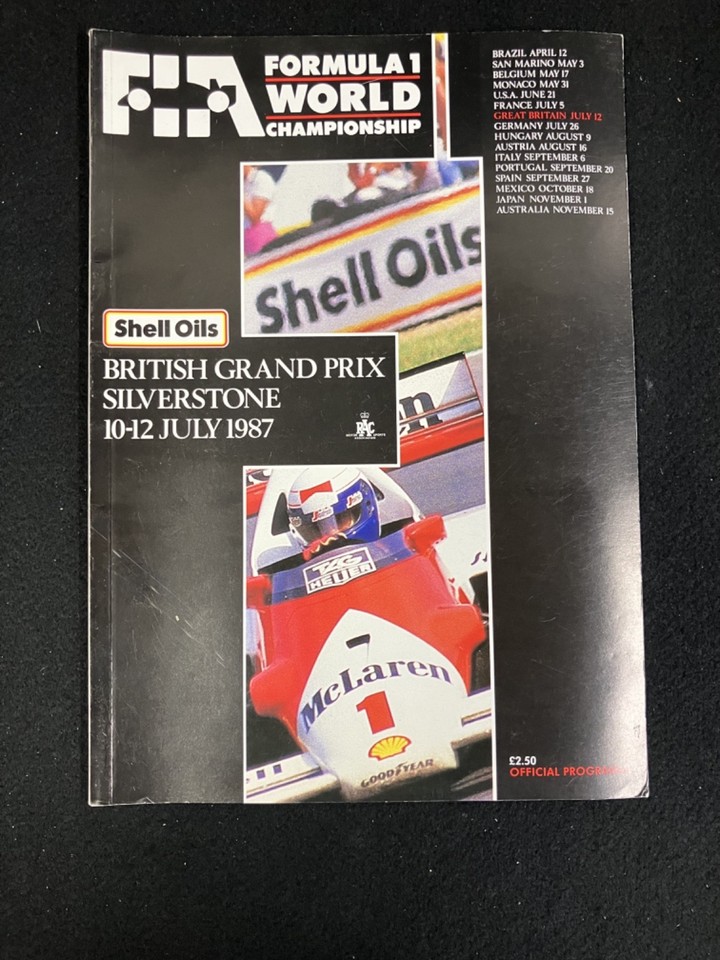 FIA
FORMULA 1
WORLD
CHAMPIONSHIP
BRAZIL APRIL 12
SAN MARINO MAY 3
BELGIUM MAY 17
MONACO MAY 31
U.S.A. JUNE 21
FRANCE JULY 5
GREAT BRITAIN JULY 12
GERMANY JULY 26
HUNGARY AUGUST 9
AUSTRIA AUGUST 16
ITALY SEPTEMBER 6
PORTUGAL SEPTEMBER 20
SPAIN SEPTEMBER 27
MEXICO OCTOBER 18
JAPAN NOVEMBER 1
AUSTRALIA NOVEMBER 15
Shell Oils
Shell Oils
BRITISH GRAND PRIX
SILVERSTONE
10-12 JULY 1987
RAC
TAG
HEUER
McLaren
1
GOODYEAR
£2.50
OFFICIAL